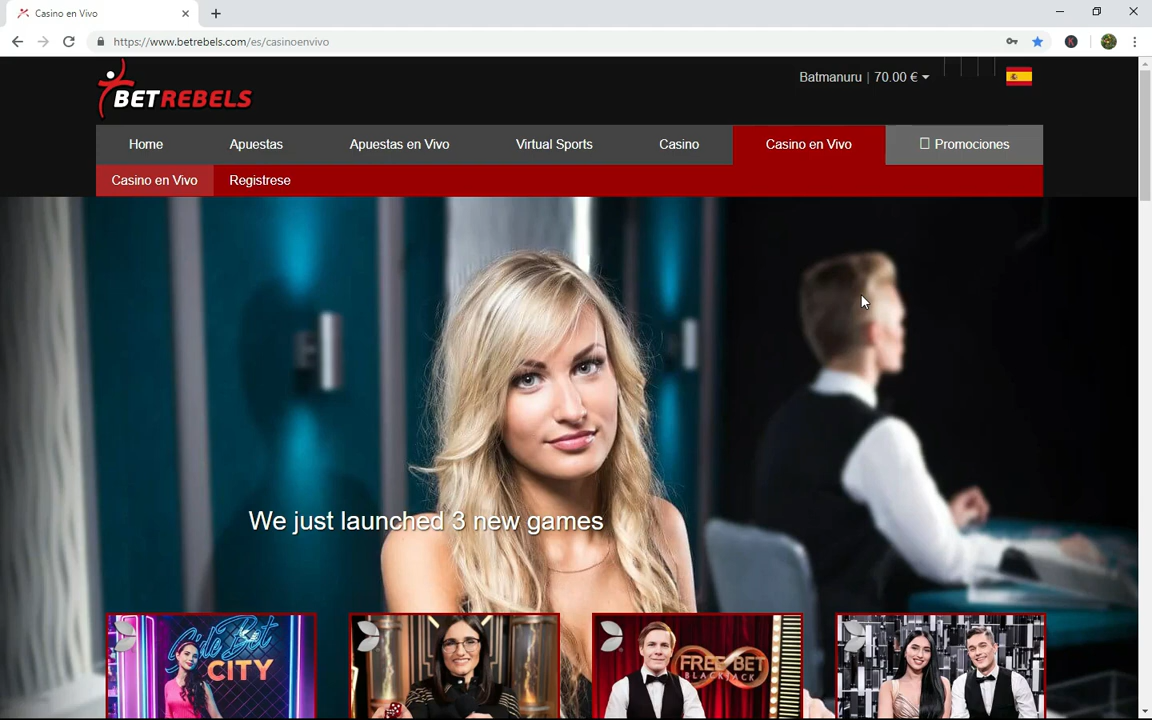 Casino en Vivo
https://www.betrebels.com/es/casinoenvivo
BETREBELS
Batmanuru | 70.00 €
Home
Apuestas
Apuestas en Vivo
Virtual Sports
Casino
Casino en Vivo
Promociones
Casino en Vivo
Registrese
We just launched 3 new games
Side Bet
CITY
FREE BET
BLACKJACK